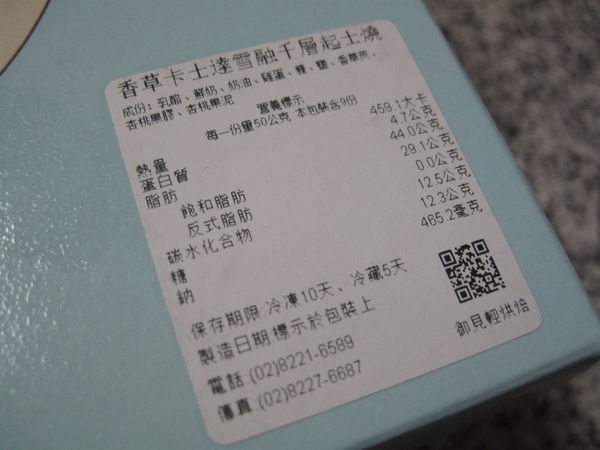 香草卡士達雪融千層起士燒
成份：乳酪、鮮奶、奶油、雞蛋、糖、麵、香草莢、
杏桃果膠、杏桃果泥
營養標示
每一份量50公克 本包裝含9份
熱量 459.1大卡
蛋白質 4.7公克
脂肪 44.0公克
飽和脂肪 29.1公克
反式脂肪 0.0公克
碳水化合物 12.5公克
糖 12.3公克
鈉 465.2毫克
保存期限 冷凍10天、冷藏5天
製造日期 標示於包裝上
電話 (02)8221-6589
傳真 (02)8227-6687
御見輕烘焙